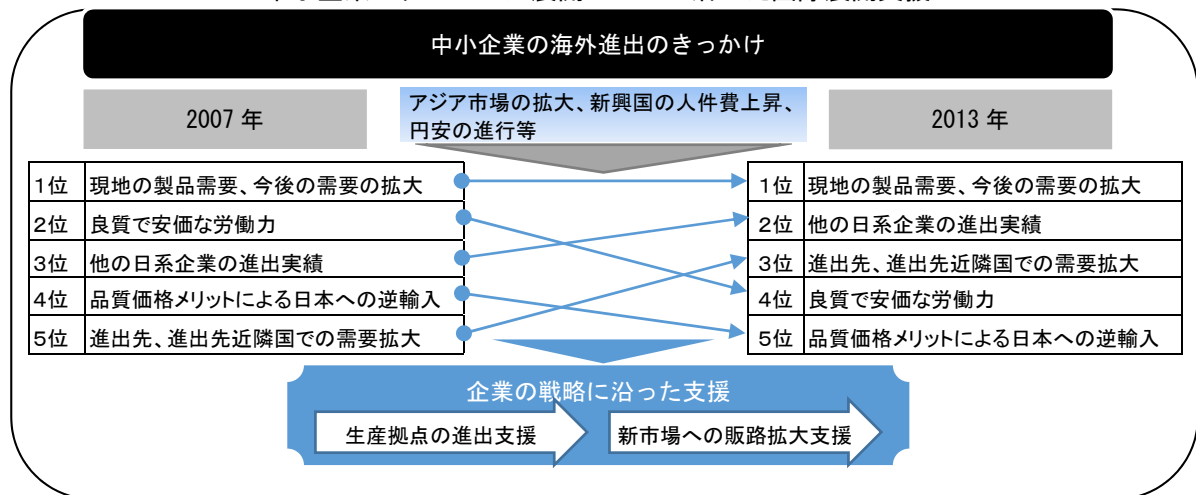 中小企業の海外進出のきっかけ
2007 年
アジア市場の拡大、新興国の人件費上昇、
円安の進行等
2013 年
1位 現地の製品需要、今後の需要の拡大
2位 良質で安価な労働力
3位 他の日系企業の進出実績
4位 品質価格メリットによる日本への逆輸入
5位 進出先、進出先近隣国での需要拡大
1位 現地の製品需要、今後の需要の拡大
2位 他の日系企業の進出実績
3位 進出先、進出先近隣国での需要拡大
4位 良質で安価な労働力
5位 品質価格メリットによる日本への逆輸入
企業の戦略に沿った支援
生産拠点の進出支援
新市場への販路拡大支援